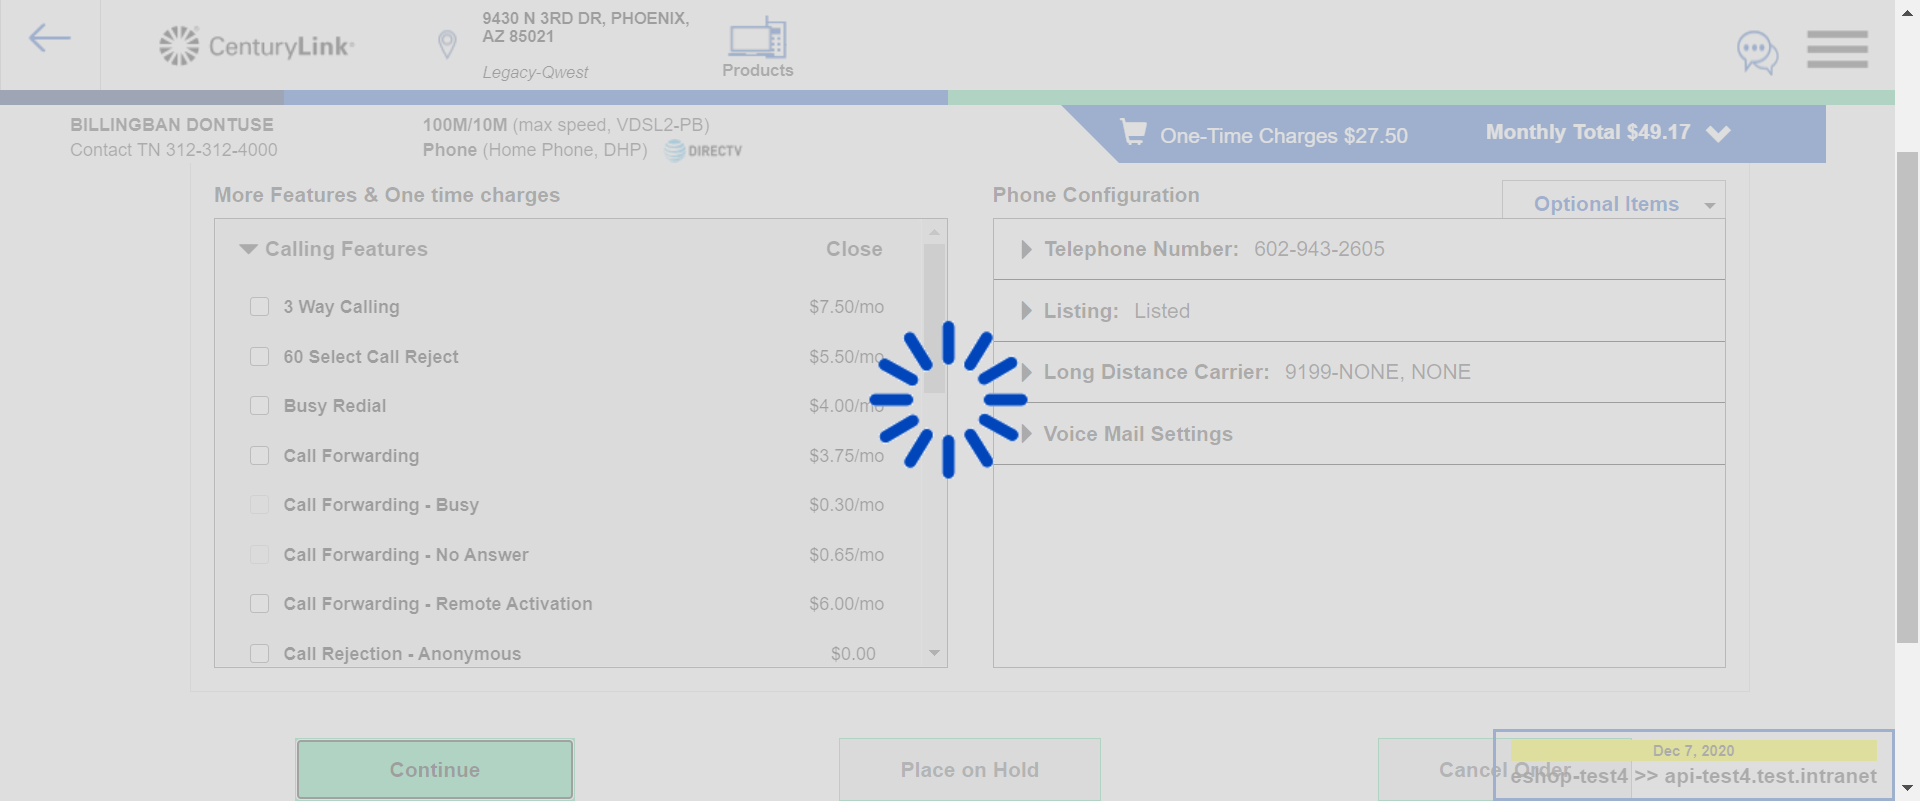 CenturyLink
9430 N 3RD DR, PHOENIX,
AZ 85021
Legacy-Qwest
Products
BILLINGBAN DONTUSE
Contact TN 312-312-4000
100M/10M (max speed, VDSL2-PB)
Phone (Home Phone, DHP) DIRECTV
One-Time Charges $27.50
Monthly Total $49.17
More Features & One time charges
Calling Features Close
3 Way Calling $7.50/mo
60 Select Call Reject $5.50/mo
Busy Redial $4.00/mo
Call Forwarding $3.75/mo
Call Forwarding - Busy $0.30/mo
Call Forwarding - No Answer $0.65/mo
Call Forwarding - Remote Activation $6.00/mo
Call Rejection - Anonymous $0.00
Phone Configuration
Optional Items
Telephone Number: 602-943-2605
Listing: Listed
Long Distance Carrier: 9199-NONE, NONE
Voice Mail Settings
Continue
Place on Hold
Cancel Order
Dec 7, 2020
eshop-test4 >> api-test4.test.intranet